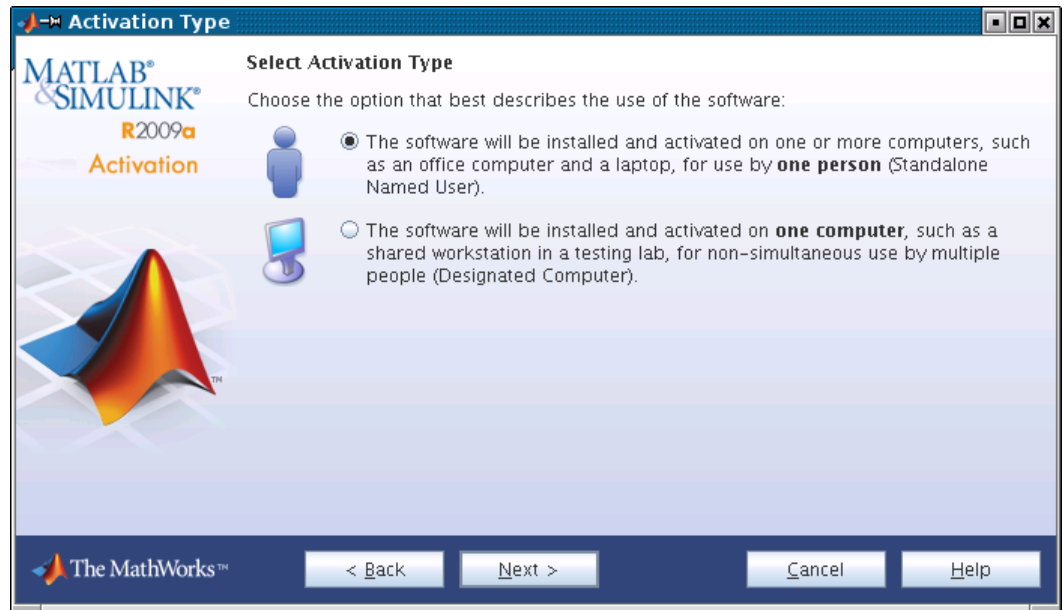 Activation Type
MATLAB®
&SIMULINK®
R2009a
Activation
Select Activation Type
Choose the option that best describes the use of the software:
The software will be installed and activated on one or more computers, such
as an office computer and a laptop, for use by one person (Standalone
Named User).
The software will be installed and activated on one computer, such as a
shared workstation in a testing lab, for non-simultaneous use by multiple
people (Designated Computer).
TM
The MathWorks™
< Back
Next >
Cancel
Help